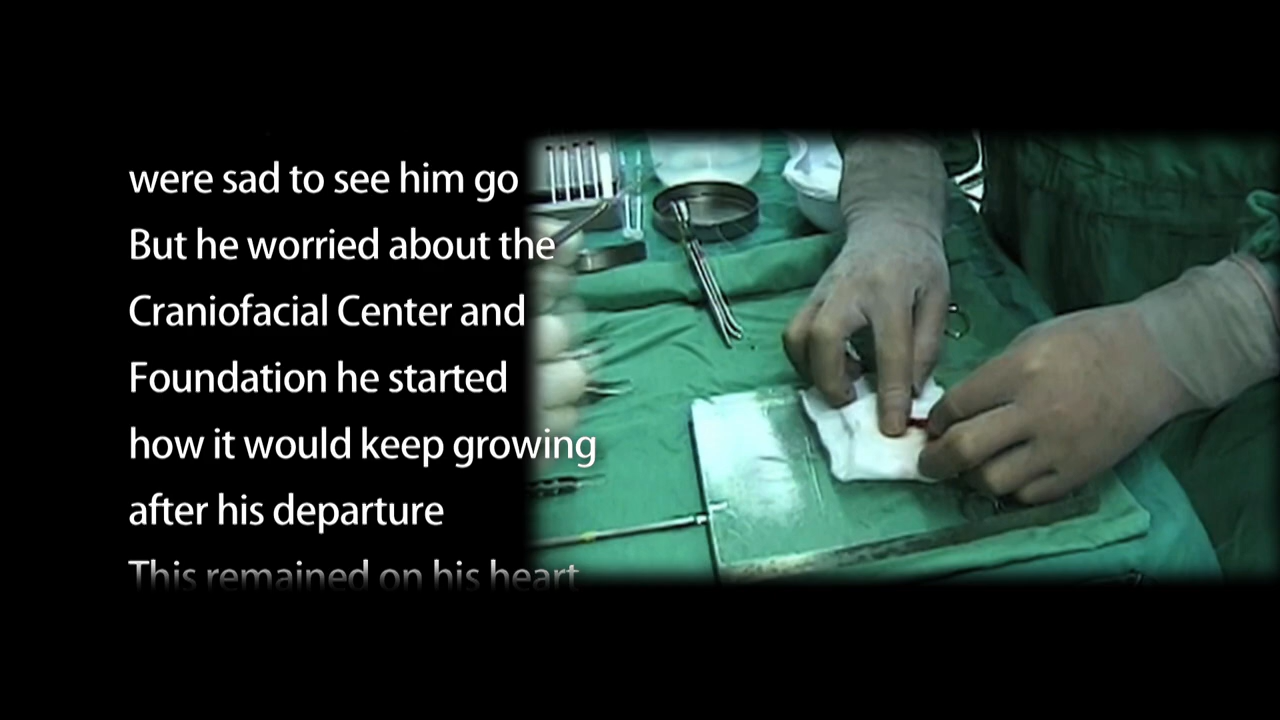 were sad to see him go
But he worried about the
Craniofacial Center and
Foundation he started
how it would keep growing
after his departure
This remained on his heart